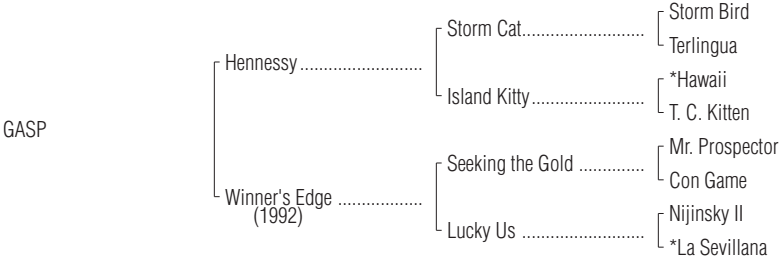 Storm Bird
Storm Cat........................
Terlingua
Hennessy ........................
*Hawaii
Island Kitty......................
T. C. Kitten
GASP
Mr. Prospector
Seeking the Gold .............
Con Game
Winner's Edge ................
(1992)
Nijinsky II
Lucky Us ........................
*La Sevillana